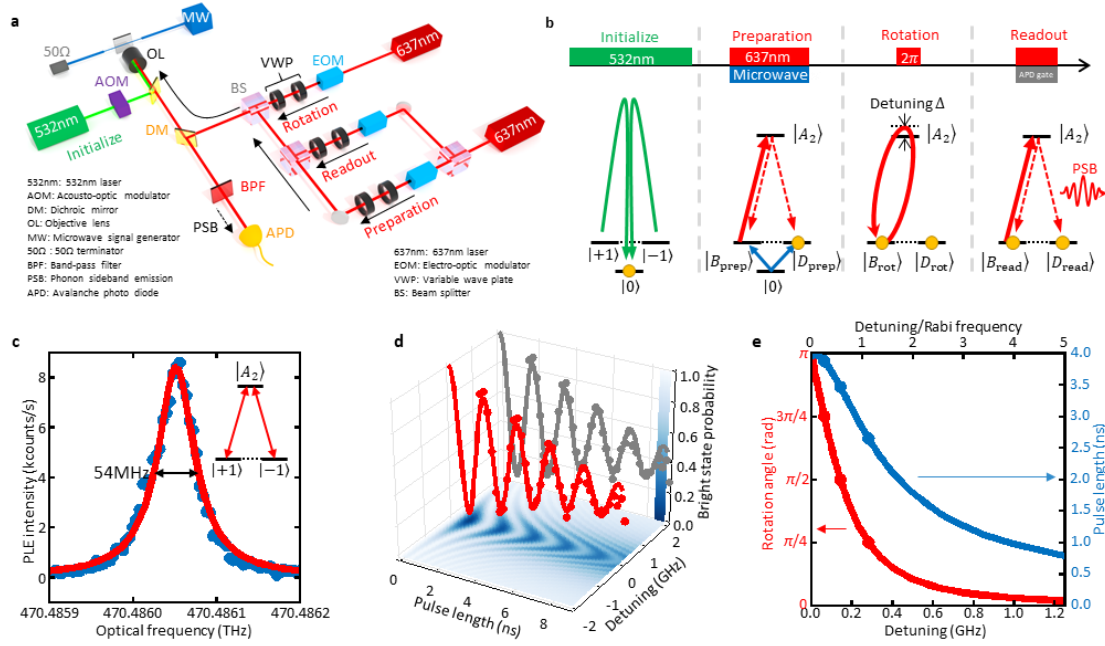 a
MW
50Ω
OL
AOM
532nm
Initialize
DM
BS
VWP
EOM
637nm
Rotation
Readout
Preparation
637nm
BPF
PSB
APD
532nm: 532nm laser
AOM: Acousto-optic modulator
DM: Dichroic mirror
OL: Objective lens
MW: Microwave signal generator
50Ω : 50Ω terminator
BPF: Band-pass filter
PSB: Phonon sideband emission
APD: Avalanche photo diode
637nm: 637nm laser
EOM: Electro-optic modulator
VWP: Variable wave plate
BS: Beam splitter
b
Initialize
Preparation
Rotation
Readout
532nm
637nm
2π
Microwave
APD gate
Detuning Δ
|A₂⟩
|A₂⟩
|A₂⟩
PSB
|+1⟩
|−1⟩
|0⟩
|B_prep⟩
|D_prep⟩
|0⟩
|B_rot⟩
|D_rot⟩
|B_read⟩
|D_read⟩
c
PLE intensity (kcounts/s)
8
6
4
2
0
54MHz
|A₂⟩
|+1⟩
|−1⟩
470.4859
470.4860
470.4861
470.4862
Optical frequency (THz)
d
1.0
0.8
0.6
0.4
0.2
0.0
Bright state probability
0
2
4
6
8
Pulse length (ns)
2
1
0
-1
-2
Detuning (GHz)
e
Detuning/Rabi frequency
0
1
2
3
4
5
π
3π/4
π/2
π/4
0
Rotation angle (rad)
4.0
3.5
3.0
2.5
2.0
1.5
1.0
0.5
0.0
Pulse length (ns)
0.0
0.2
0.4
0.6
0.8
1.0
1.2
Detuning (GHz)